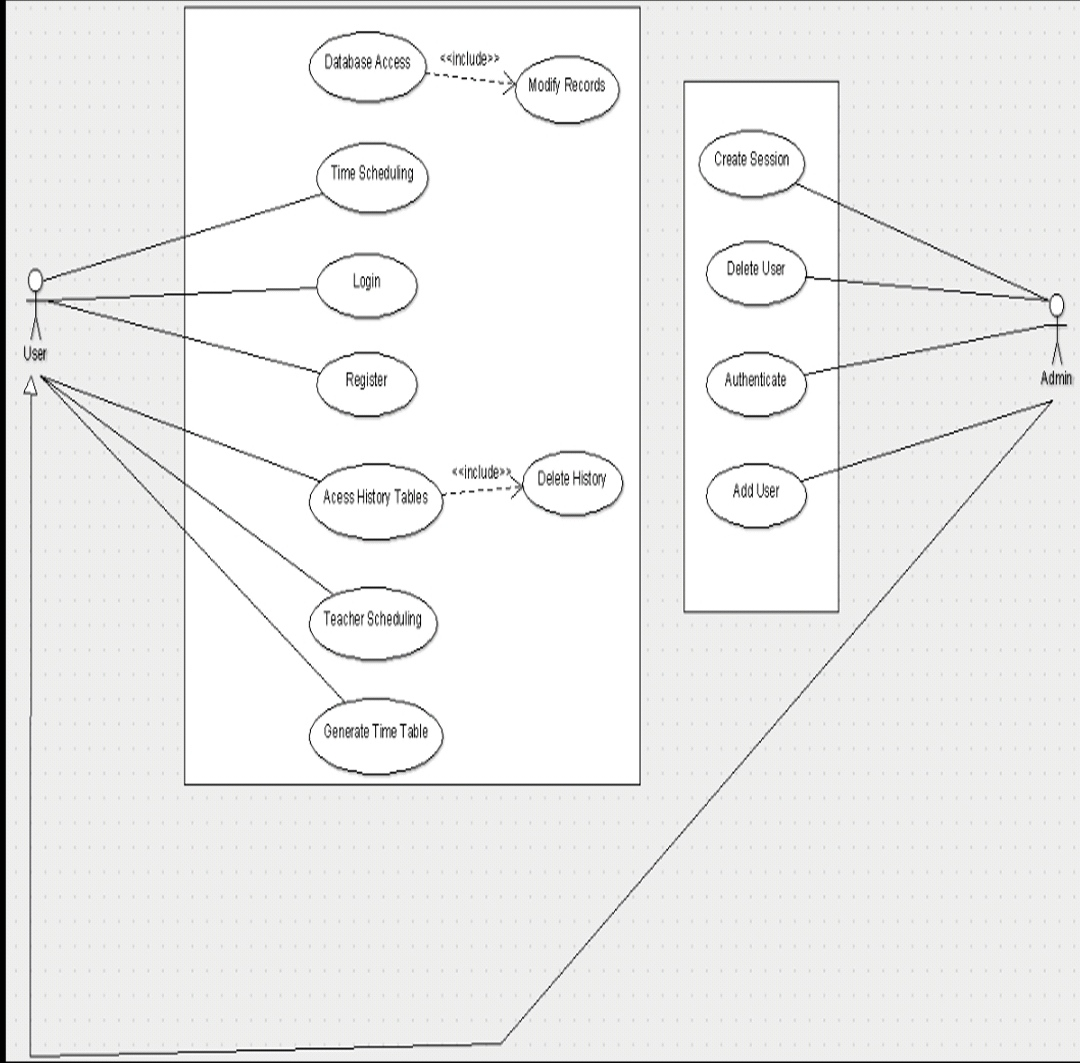 Database Access
<<include>>
Modify Records
Time Scheduling
Login
User
Register
Acess History Tables
<<include>>
Delete History
Teacher Scheduling
Generate Time Table
Create Session
Delete User
Authenticate
Admin
Add User